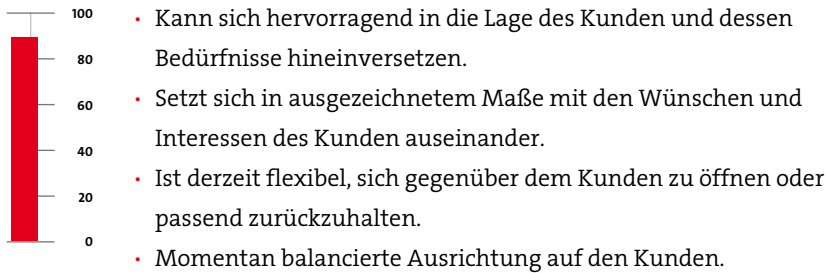 100
80
60
40
20
0
• Kann sich hervorragend in die Lage des Kunden und dessen
Bedürfnisse hineinversetzen.
• Setzt sich in ausgezeichnetem Maße mit den Wünschen und
Interessen des Kunden auseinander.
• Ist derzeit flexibel, sich gegenüber dem Kunden zu öffnen oder
passend zurückzuhalten.
• Momentan balancierte Ausrichtung auf den Kunden.